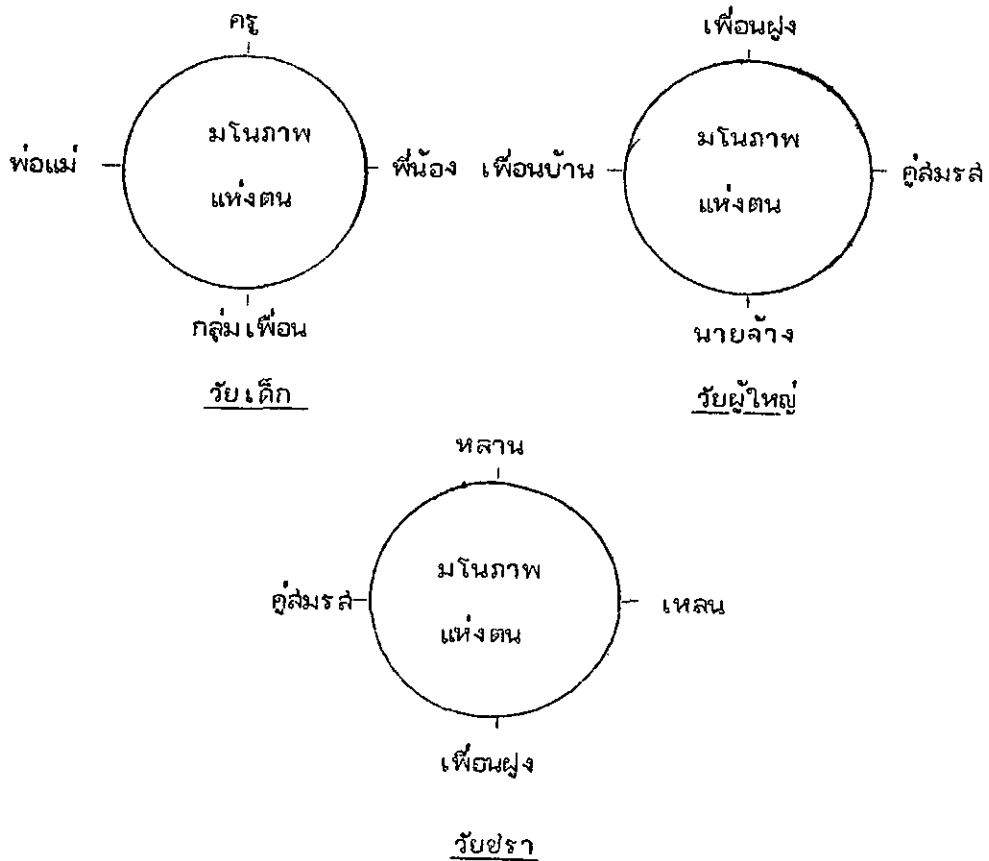 ครู
มโนภาพ
แห่งตน
พ่อแม่
พี่น้อง
กลุ่มเพื่อน
วัยเด็ก
เพื่อนฝูง
มโนภาพ
แห่งตน
เพื่อนบ้าน
คู่สมรส
นายจ้าง
วัยผู้ใหญ่
หลาน
มโนภาพ
แห่งตน
คู่สมรส
เหลน
เพื่อนฝูง
วัยชรา